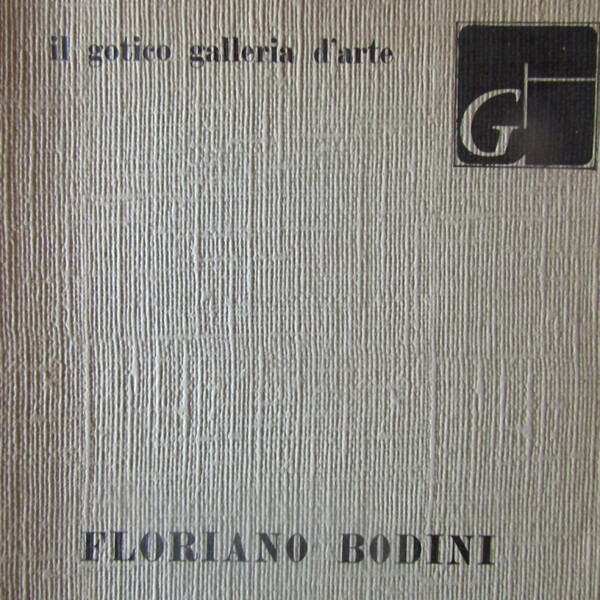 il gotico galleria d'arte
G
FLORIANO BODINI